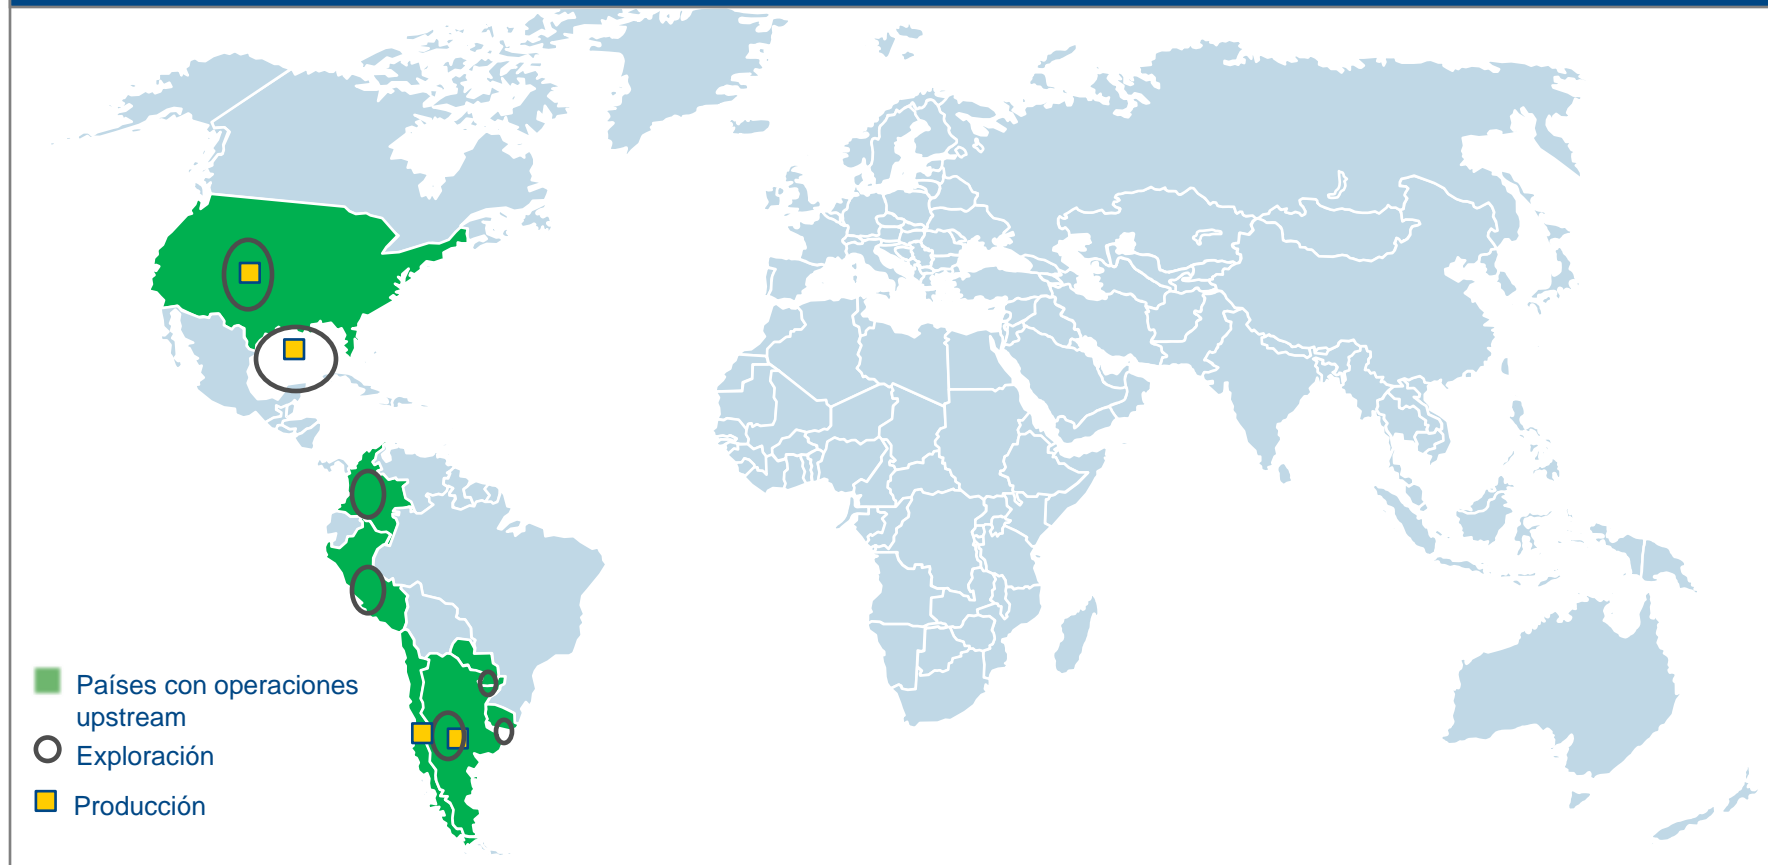 Países con operaciones
upstream
Exploración
Producción